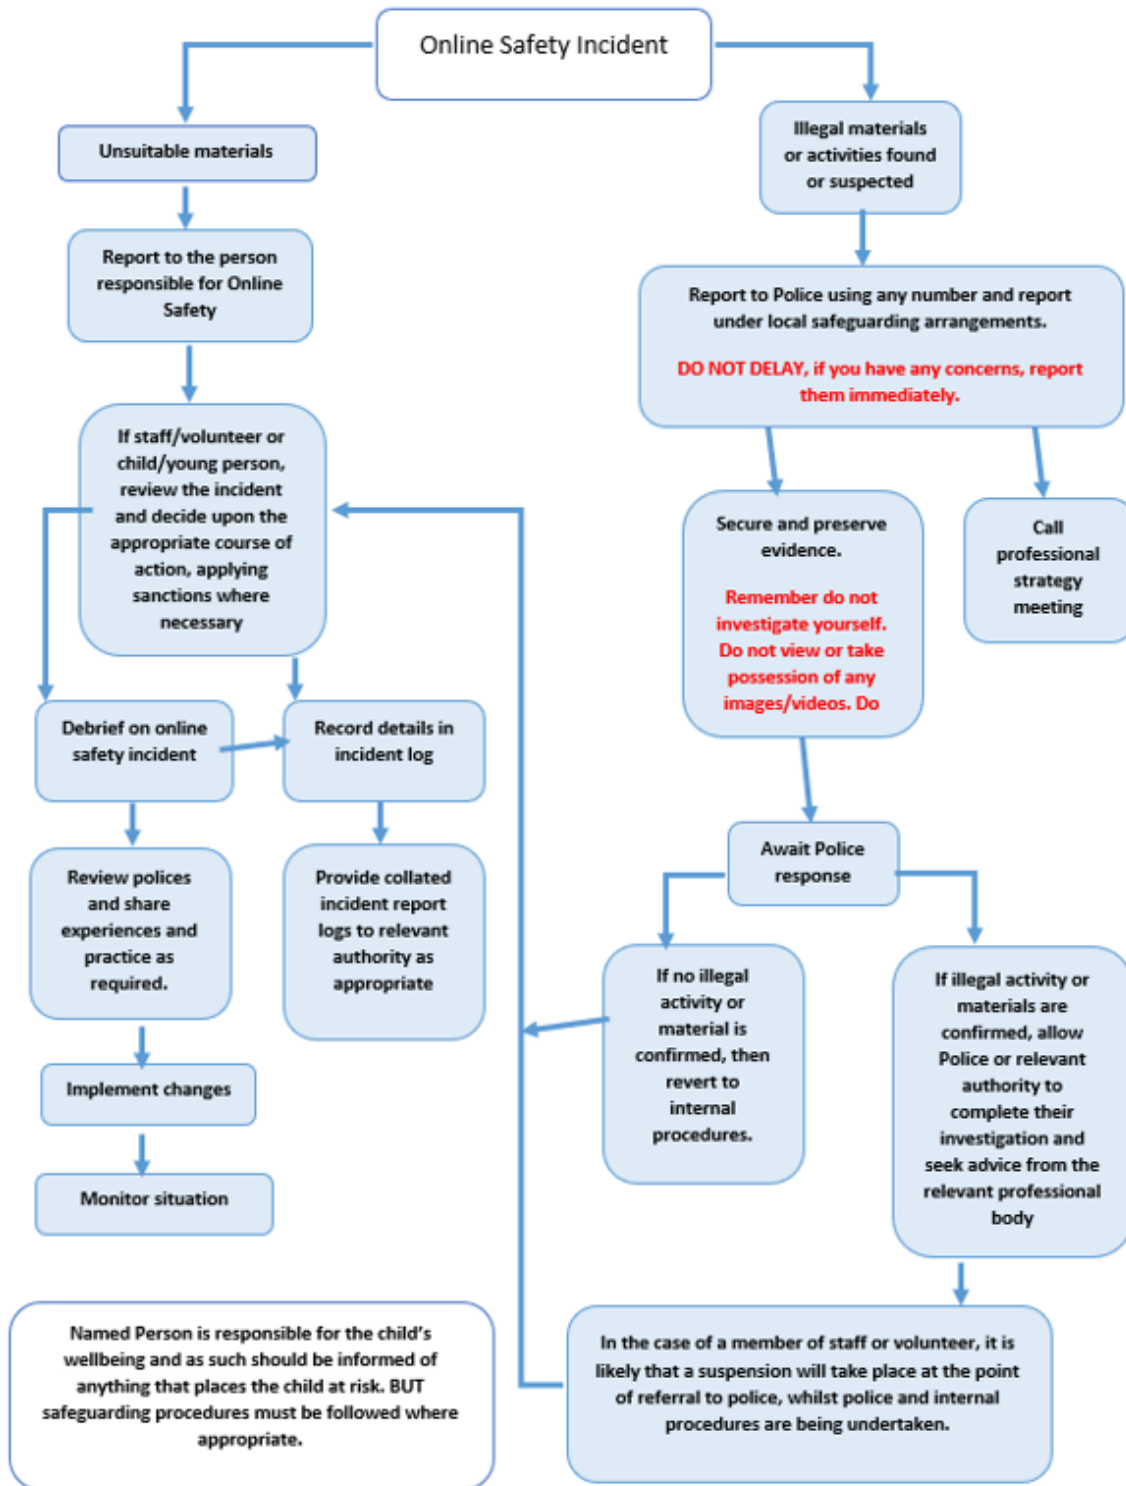 Online Safety Incident
Unsuitable materials
Report to the person
responsible for Online
Safety
If staff/volunteer or
child/young person,
review the incident
and decide upon the
appropriate course of
action, applying
sanctions where
necessary
Debrief on online
safety incident
Record details in
incident log
Review polices
and share
experiences and
practice as
required.
Provide collated
incident report
logs to relevant
authority as
appropriate
Implement changes
Monitor situation
Named Person is responsible for the child's
wellbeing and as such should be informed of
anything that places the child at risk. BUT
safeguarding procedures must be followed where
appropriate.
Illegal materials
or activities found
or suspected
Report to Police using any number and report
under local safeguarding arrangements.
DO NOT DELAY, if you have any concerns, report
them immediately.
Secure and preserve
evidence.
Remember do not
investigate yourself.
Do not view or take
possession of any
images/videos. Do
Call
professional
strategy
meeting
Await Police
response
If no illegal
activity or
material is
confirmed, then
revert to
internal
procedures.
If illegal activity or
materials are
confirmed, allow
Police or relevant
authority to
complete their
investigation and
seek advice from the
relevant professional
body
In the case of a member of staff or volunteer, it is
likely that a suspension will take place at the point
of referral to police, whilst police and internal
procedures are being undertaken.